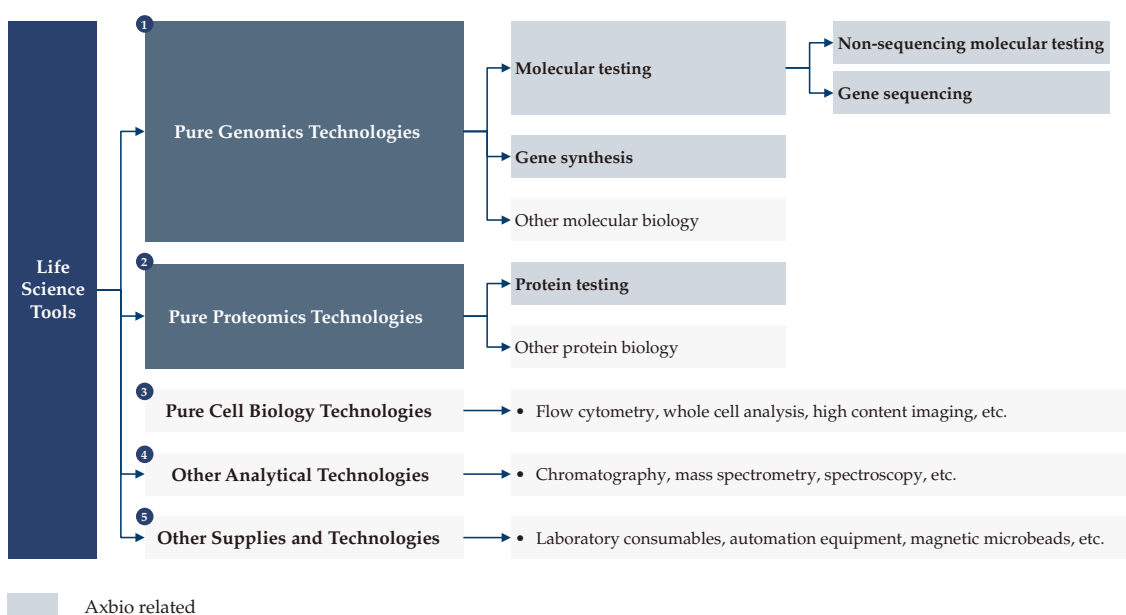 Life
Science
Tools
1
Pure Genomics Technologies
Molecular testing
Non-sequencing molecular testing
Gene sequencing
Gene synthesis
Other molecular biology
2
Pure Proteomics Technologies
Protein testing
Other protein biology
3
Pure Cell Biology Technologies
• Flow cytometry, whole cell analysis, high content imaging, etc.
4
Other Analytical Technologies
• Chromatography, mass spectrometry, spectroscopy, etc.
5
Other Supplies and Technologies
• Laboratory consumables, automation equipment, magnetic microbeads, etc.
Axbio related